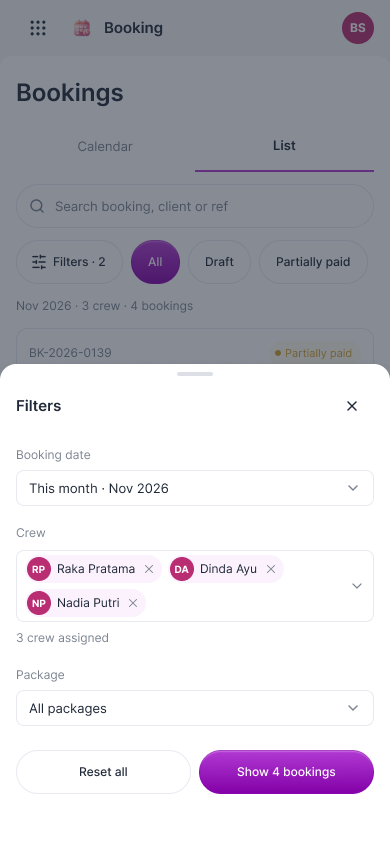 Booking
BS
Bookings
Calendar
List
Search booking, client or ref
Filters · 2
All
Draft
Partially paid
Nov 2026 · 3 crew · 4 bookings
BK-2026-0139
Partially paid
Filters
Booking date
This month · Nov 2026
Crew
RP Raka Pratama
DA Dinda Ayu
NP Nadia Putri
3 crew assigned
Package
All packages
Reset all
Show 4 bookings